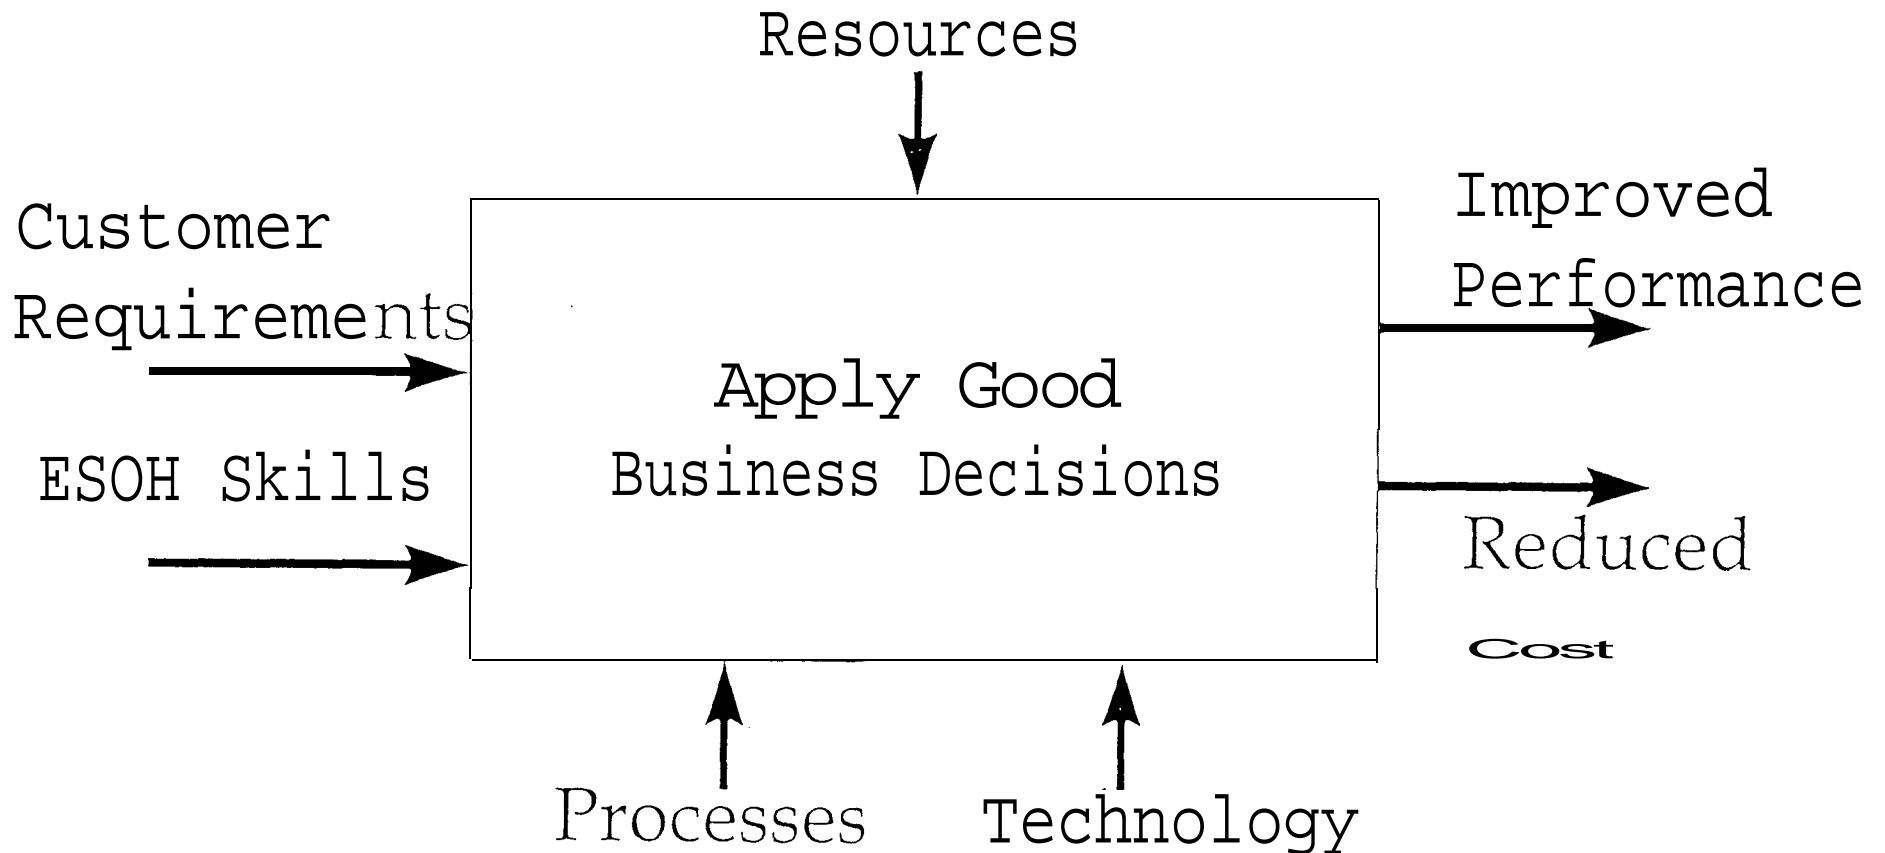 Resources
Customer
Requirements
Improved
Performance
Apply Good
Business Decisions
ESOH Skills
Reduced
Cost
Processes
Technology